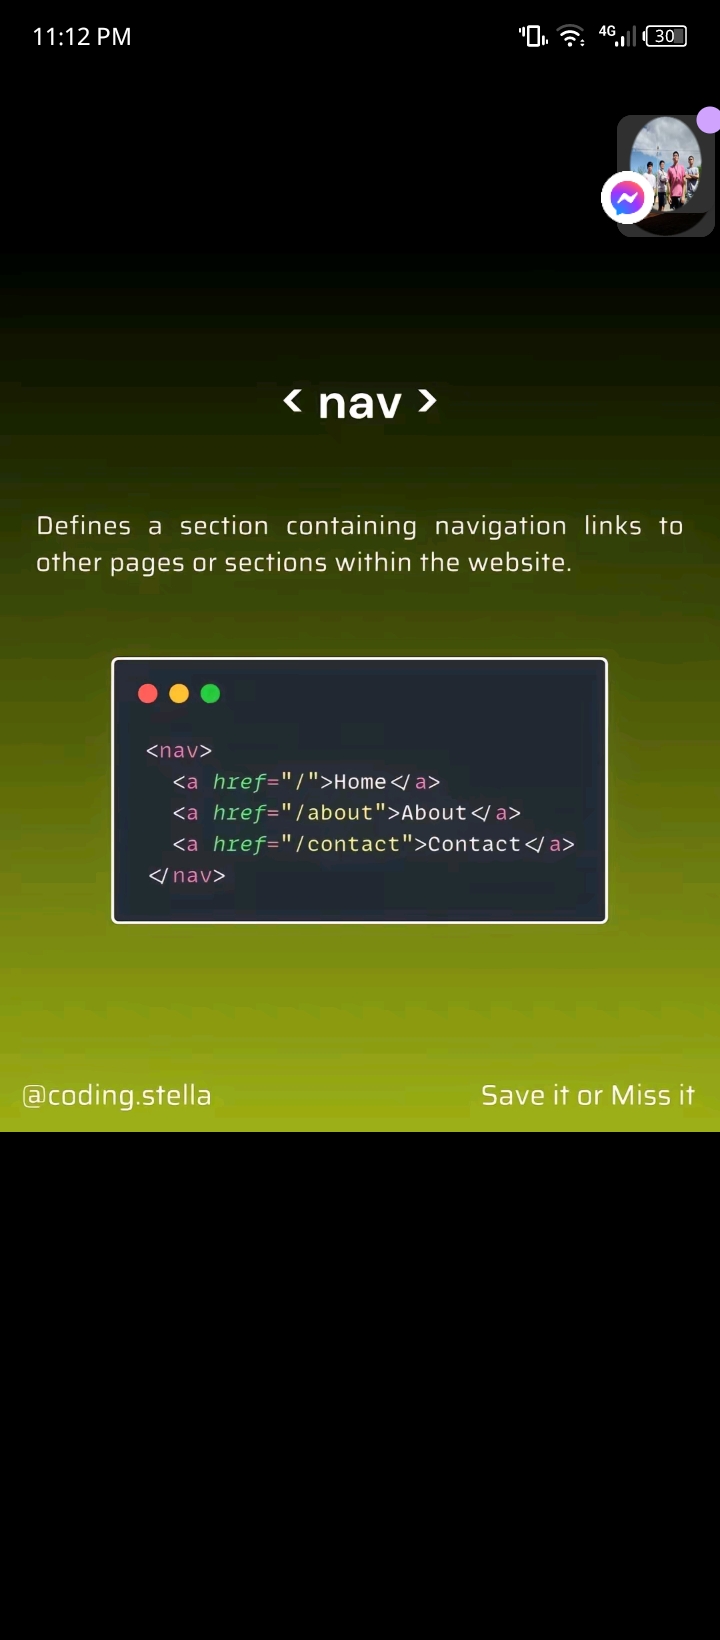 11:12 PM
4G
30
< nav >
Defines a section containing navigation links to
other pages or sections within the website.
<nav>
<a href="/">Home</a>
<a href="/about">About</a>
<a href="/contact">Contact</a>
</nav>
@coding.stella
Save it or Miss it